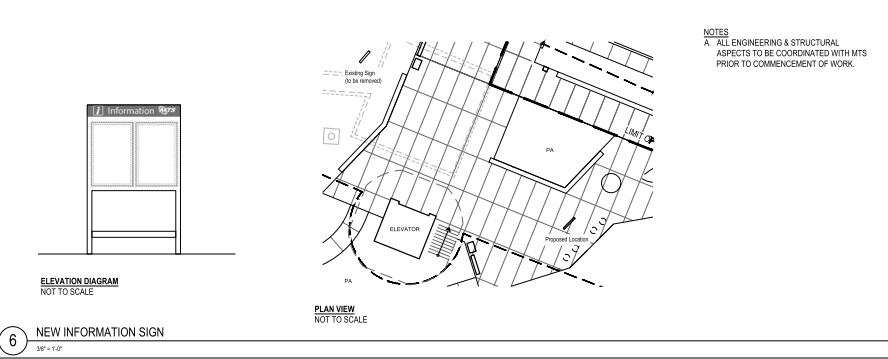 NOTES
A. ALL ENGINEERING & STRUCTURAL
ASPECTS TO BE COORDINATED WITH MTS
PRIOR TO COMMENCEMENT OF WORK.
Existing Sign
(to be removed)
i Information MTS
LIMIT OF
PA
ELEVATOR
Proposed Location
PA
ELEVATION DIAGRAM
NOT TO SCALE
PLAN VIEW
NOT TO SCALE
6 NEW INFORMATION SIGN
3/8" = 1'-0"